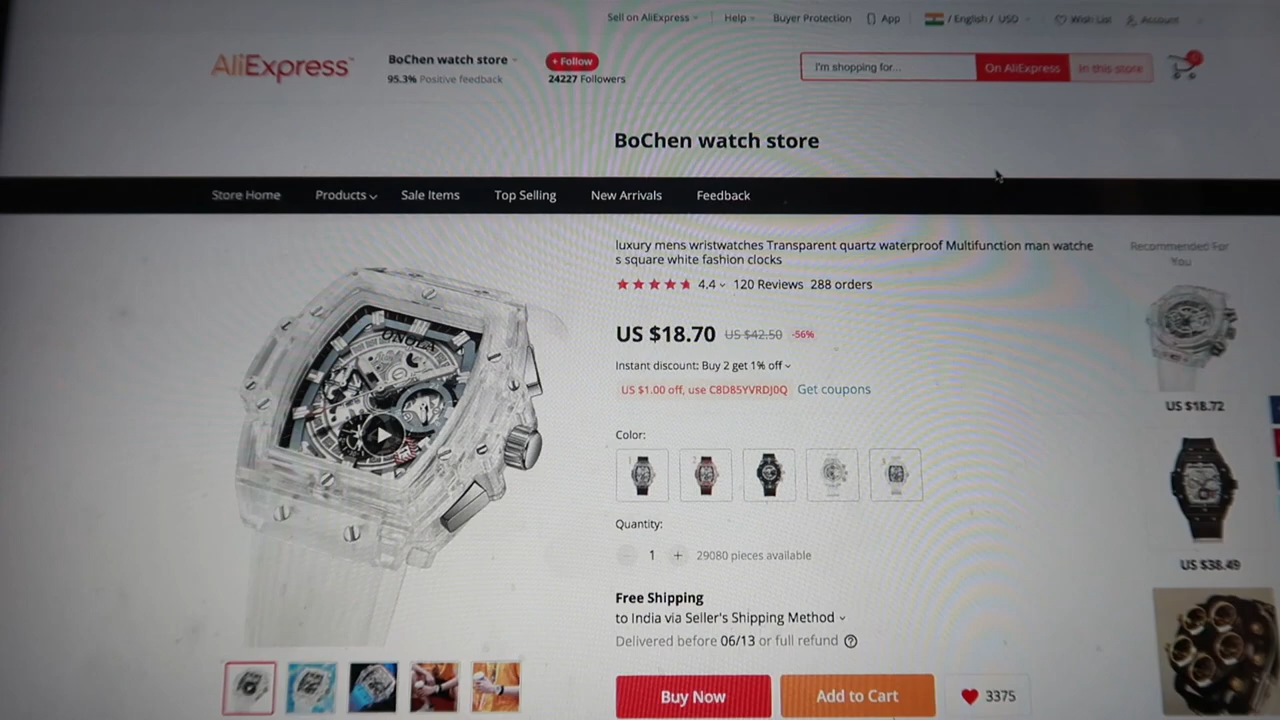 Sell on AliExpress
Help
Buyer Protection
App
/ English / USD
Wish List
Account
AliExpress
BoChen watch store
95.3% Positive feedback
+ Follow
24227 Followers
I'm shopping for...
On AliExpress
In this store
BoChen watch store
Store Home
Products
Sale Items
Top Selling
New Arrivals
Feedback
luxury mens wristwatches Transparent quartz waterproof Multifunction man watche
s square white fashion clocks
4.4
120 Reviews
288 orders
US $18.70
US $42.50
-56%
Instant discount: Buy 2 get 1% off
US $1.00 off, use C8D85YVRDJ0Q
Get coupons
Color:
Quantity:
1
+
29080 pieces available
Free Shipping
to India via Seller's Shipping Method
Delivered before 06/13 or full refund
Buy Now
Add to Cart
3375
Recommended For
You
US $18.72
US $38.49
ONOLA